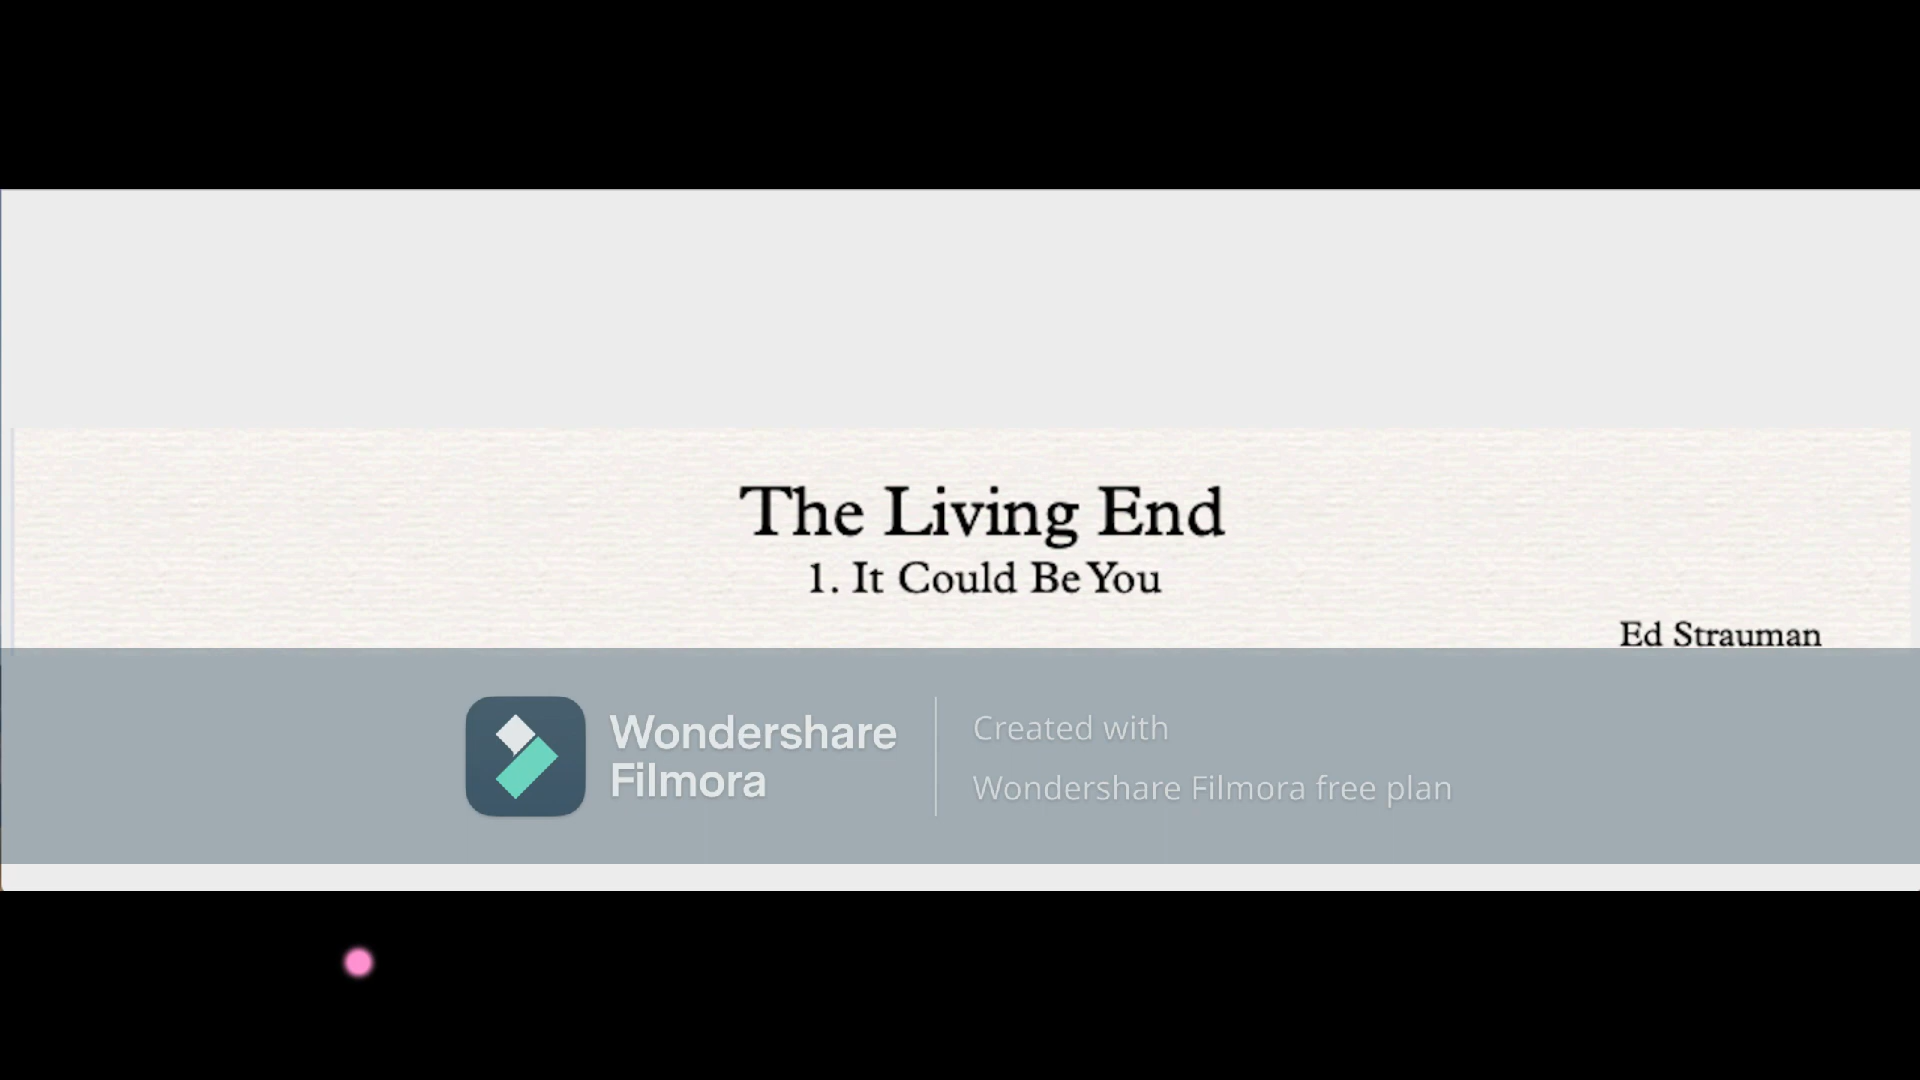 The Living End
1. It Could Be You
Ed Strauman
Wondershare
Filmora
Created with
Wondershare Filmora free plan